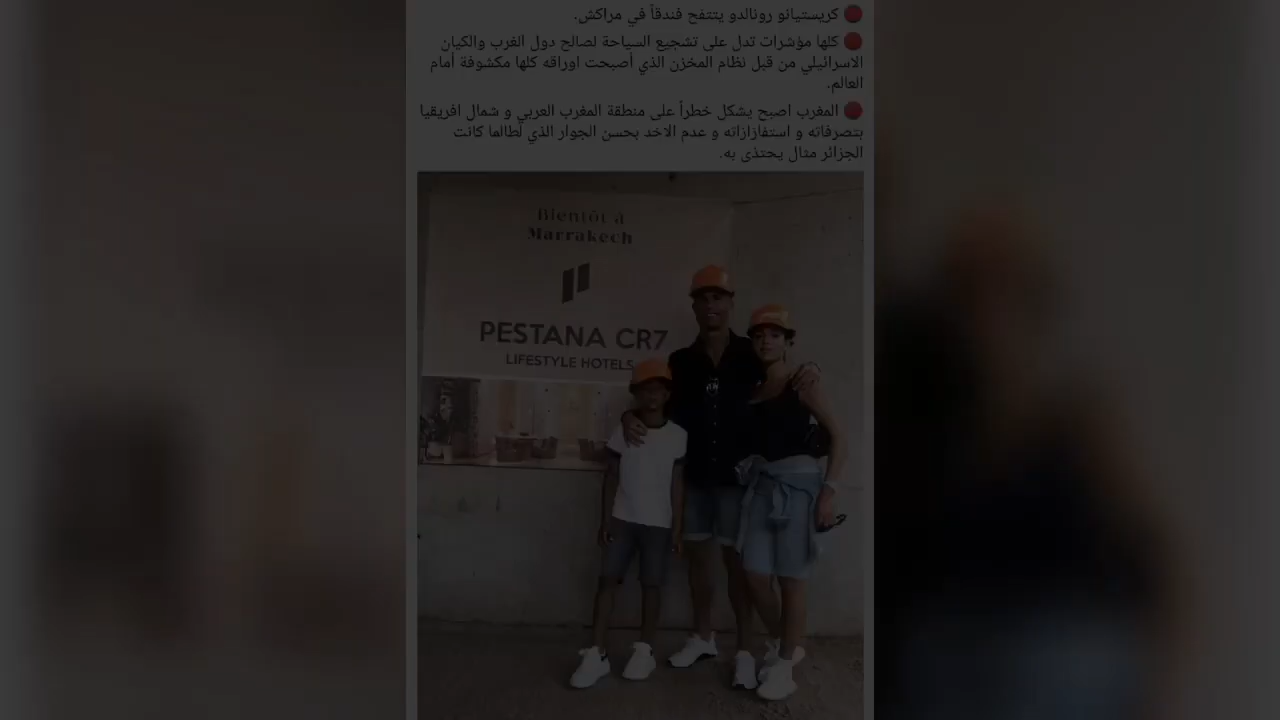 🔴 كريستيانو رونالدو يتتفح فندقاً في مراكش.
🔴 كلها مؤشرات تدل على تشجيع السياحة لصالح دول الغرب والكيان
الاسرائيلي من قبل نظام المخزن الذي أصبحت اوراقه كلها مكشوفة أمام
العالم.
🔴 المغرب اصبح يشكل خطراً على منطقة المغرب العربي و شمال افريقيا
بتصرفاته و استفزازاته و عدم الاخد بحسن الجوار الذي لطالما كانت
الجزائر مثال يحتذى به.
Bientôt à
Marrakech
PESTANA CR7
LIFESTYLE HOTELS